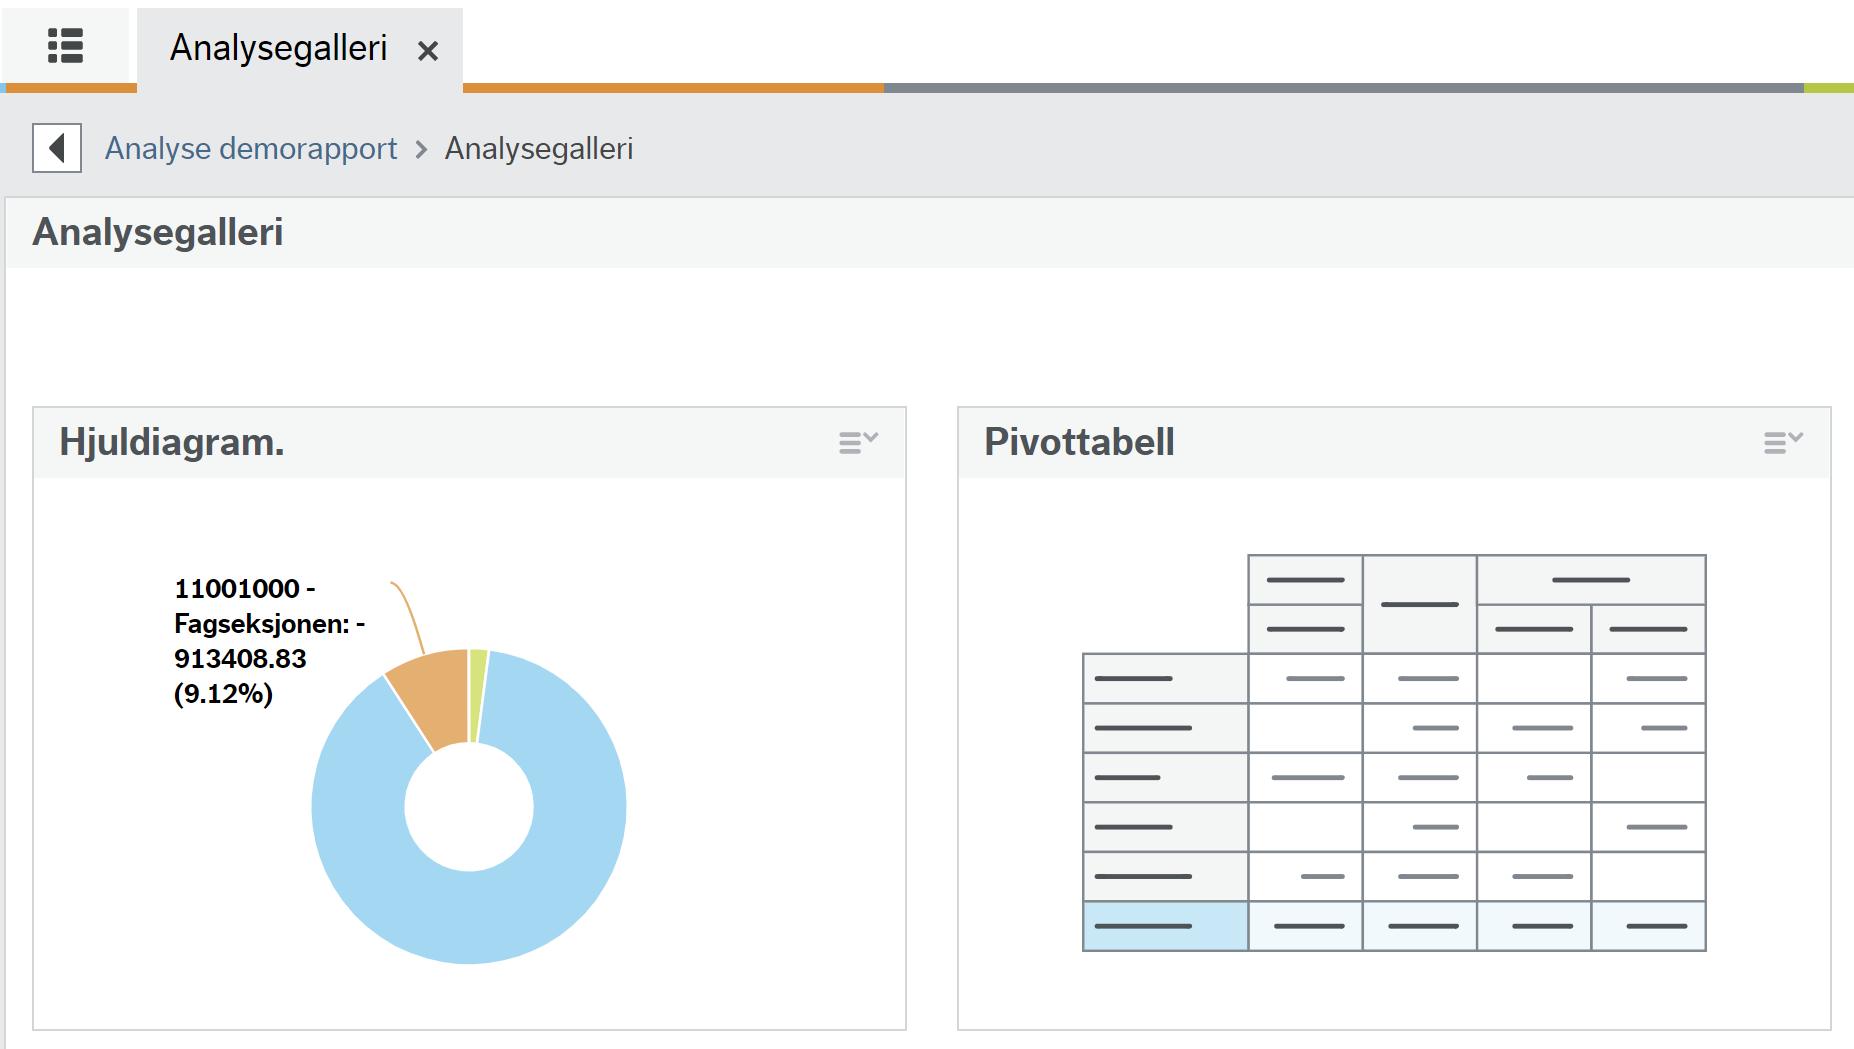 Analysegalleri
Analyse demorapport > Analysegalleri
Analysegalleri
Hjuldiagram.
11001000 -
Fagseksjonen: -
913408.83
(9.12%)
Pivottabell